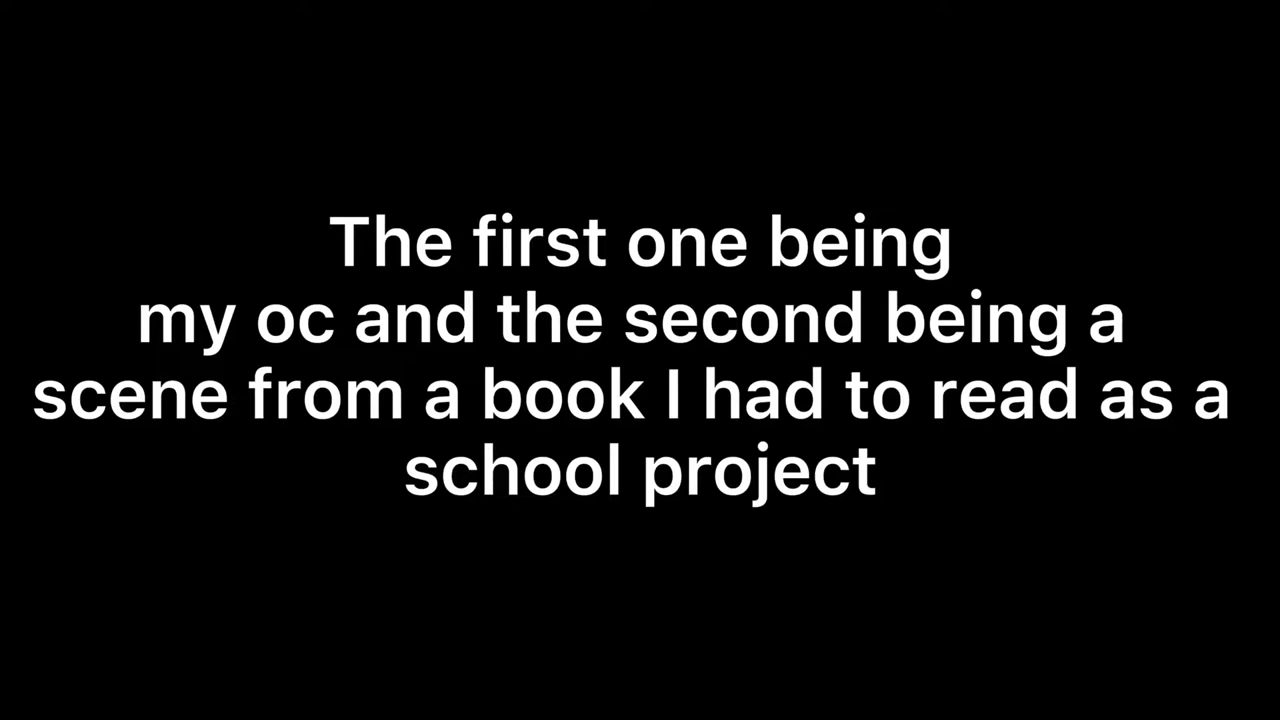 The first one being
my oc and the second being a
scene from a book I had to read as a
school project